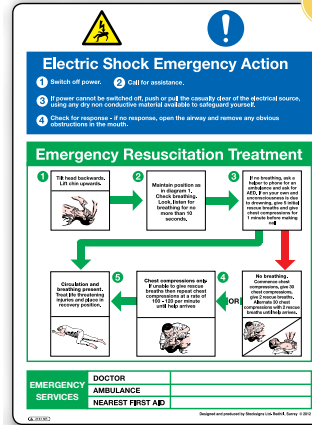 Electric Shock Emergency Action
1 Switch off power. 2 Call for assistance.
3 If power cannot be switched off, push or pull the casualty clear of the electrical source,
using any dry non conductive material available to safeguard yourself.
4 Check for response - if no response, open the airway and remove any obvious
obstructions in the mouth.
Emergency Resuscitation Treatment
1
Tilt head backwards.
Lift chin upwards.
2
Maintain position as
in diagram 1,
Check breathing.
Look, listen for
breathing for no
more than 10
seconds.
3
If no breathing, ask a
helper to phone for an
ambulance and ask for
AED, if on your own and
unconsciousness is due
to drowning, give 5 initial
rescue breaths and give
chest compressions for
1 minute before making
call
No breathing.
Commence chest
compressions, give 30
chest compressions,
give 2 rescue breaths,
Alternate 30 chest
compressions with 2 rescue
breaths until help arrives.
OR
4
Chest compressions only
If unable to give rescue
breaths then repeat chest
compressions at a rate of
100 - 120 per minute
until help arrives
5
Circulation and
breathing present.
Treat life threatening
injuries and place in
recovery position,
EMERGENCY
SERVICES
DOCTOR
AMBULANCE
NEAREST FIRST AID
Designed and produced by Stocksigns Ltd, Redhill, Surrey © 2012